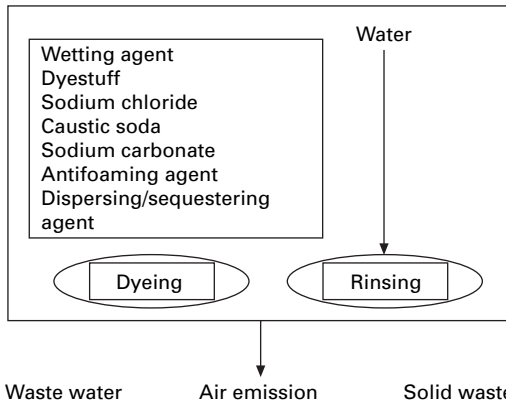 Wetting agent
Dyestuff
Sodium chloride
Caustic soda
Sodium carbonate
Antifoaming agent
Dispersing/sequestering
agent
Water
Dyeing
Rinsing
Waste water
Air emission
Solid waste